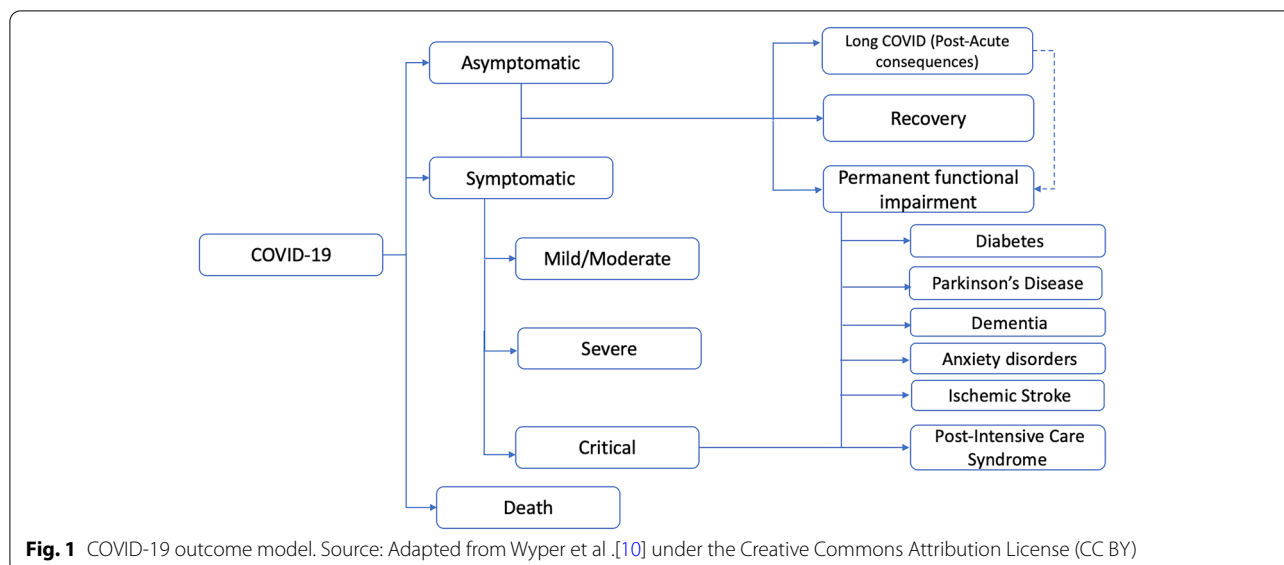 Asymptomatic
Long COVID (Post-Acute
consequences)
Recovery
Symptomatic
Permanent functional
impairment
COVID-19
Mild/Moderate
Diabetes
Parkinson's Disease
Severe
Dementia
Anxiety disorders
Ischemic Stroke
Critical
Post-Intensive Care
Syndrome
Death
Fig. 1 COVID-19 outcome model. Source: Adapted from Wyper et al .[10] under the Creative Commons Attribution License (CC BY)